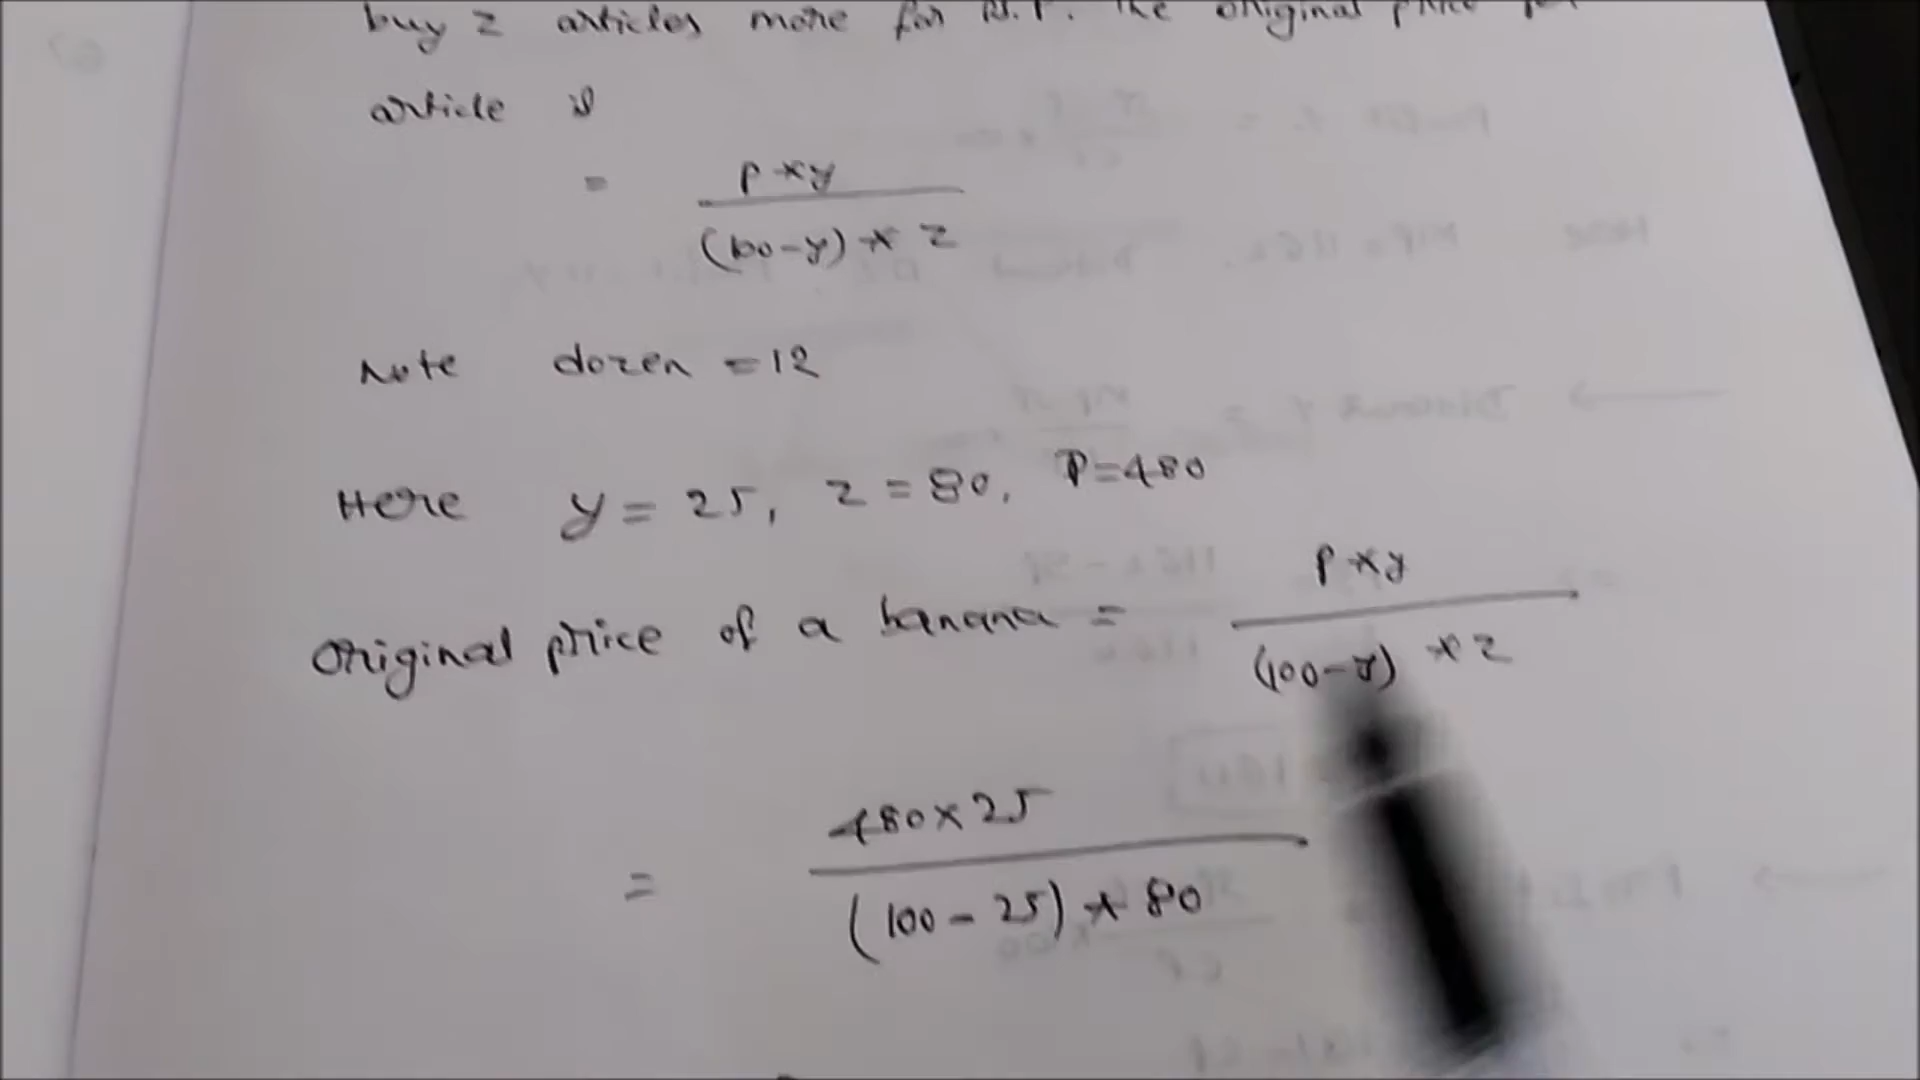 buy z articles more for Rs. P. The original price per
article is
= P × y
(100-y) * z
Note dozen = 12
Here y = 25, z = 80, P = 480
Original price of a banana = P * y
(100-y) * z
= 480 × 25
(100 - 25) * 80